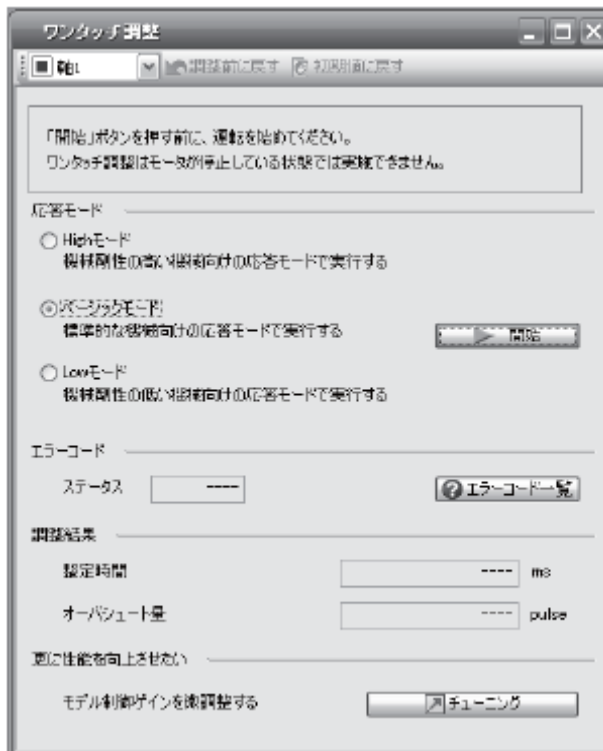 ワンタッチ調整
軸1 調整前に戻す 初期値に戻す
「開始」ボタンを押す前に、運転を始めてください。
ワンタッチ調整はモータが停止している状態では実施できません。
応答モード
Highモード
機械剛性の高い機械向けの応答モードで実行する
ベーシックモード
標準的な機械向けの応答モードで実行する
開始
Lowモード
機械剛性の低い機械向けの応答モードで実行する
エラーコード
ステータス ---- エラーコード一覧
調整結果
整定時間 ---- ms
オーバシュート量 ---- pulse
更に性能を向上させたい
モデル制御ゲインを微調整する チューニング